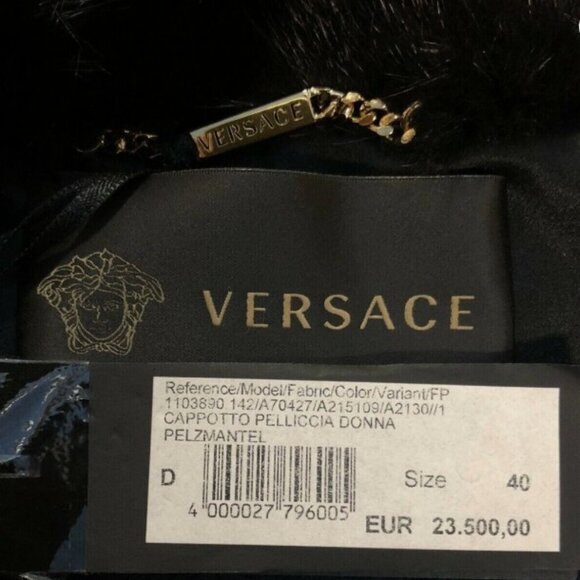 VERSACE
VERSACE
Reference/Model/Fabric/Color/Variant/FP
1103890 142/A70427/A215109/A2130//1
CAPPOTTO PELLICCIA DONNA
PELZMANTEL
D Size 40
4 000027 796005
EUR 23.500,00